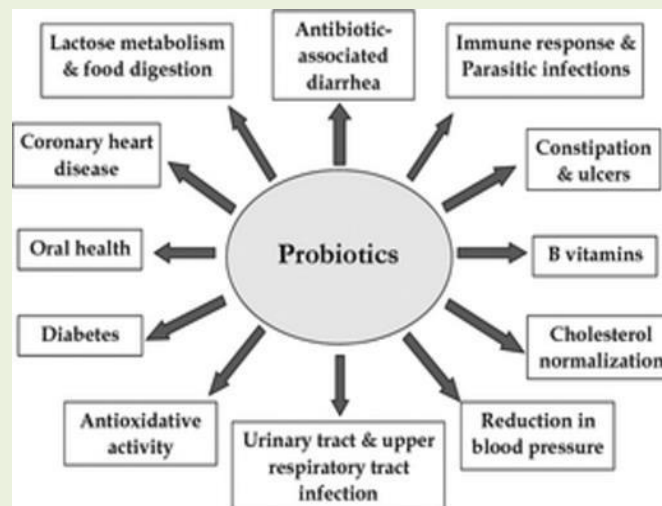 Lactose metabolism
& food digestion
Antibiotic-
associated
diarrhea
Immune response &
Parasitic infections
Coronary heart
disease
Constipation
& ulcers
Oral health
Probiotics
B vitamins
Diabetes
Cholesterol
normalization
Antioxidative
activity
Urinary tract & upper
respiratory tract
infection
Reduction in
blood pressure